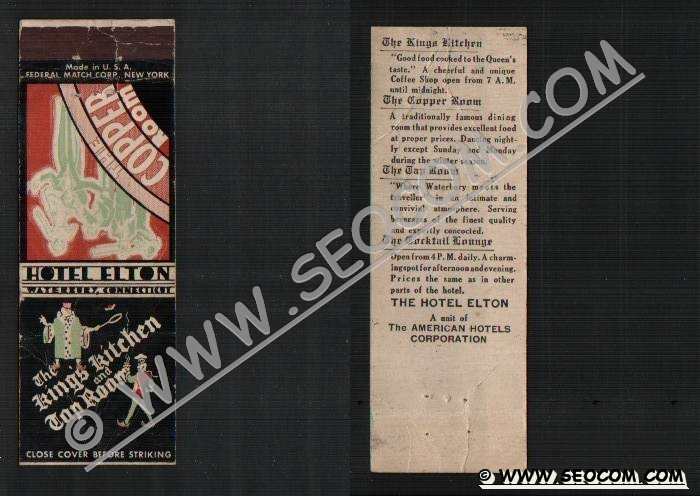 Made in U. S. A.
FEDERAL MATCH CORP. NEW YORK
THE
COPPER
Room
HOTEL ELTON
WATERBURY, CONNECTICUT
The
Kings Kitchen
and
Tap Room
CLOSE COVER BEFORE STRIKING
The Kings Kitchen
"Good food cooked to the Queen's
taste." A cheerful and unique
Coffee Shop open from 7 A. M.
until midnight.
The Copper Room
A traditionally famous dining
room that provides excellent food
at proper prices. Dancing night-
ly except Sunday and Monday
during the winter season.
The Tap Room
"Where Waterbury meets the
traveller" in an intimate and
convivial atmosphere. Serving
beverages of the finest quality
and expertly concocted.
The Cocktail Lounge
Open from 4 P. M. daily. A charm-
ing spot for afternoon and evening.
Prices the same as in other
parts of the hotel.
THE HOTEL ELTON
A unit of
The AMERICAN HOTELS
CORPORATION
© WWW.SEOCOM.COM
© WWW.SEOCOM.COM